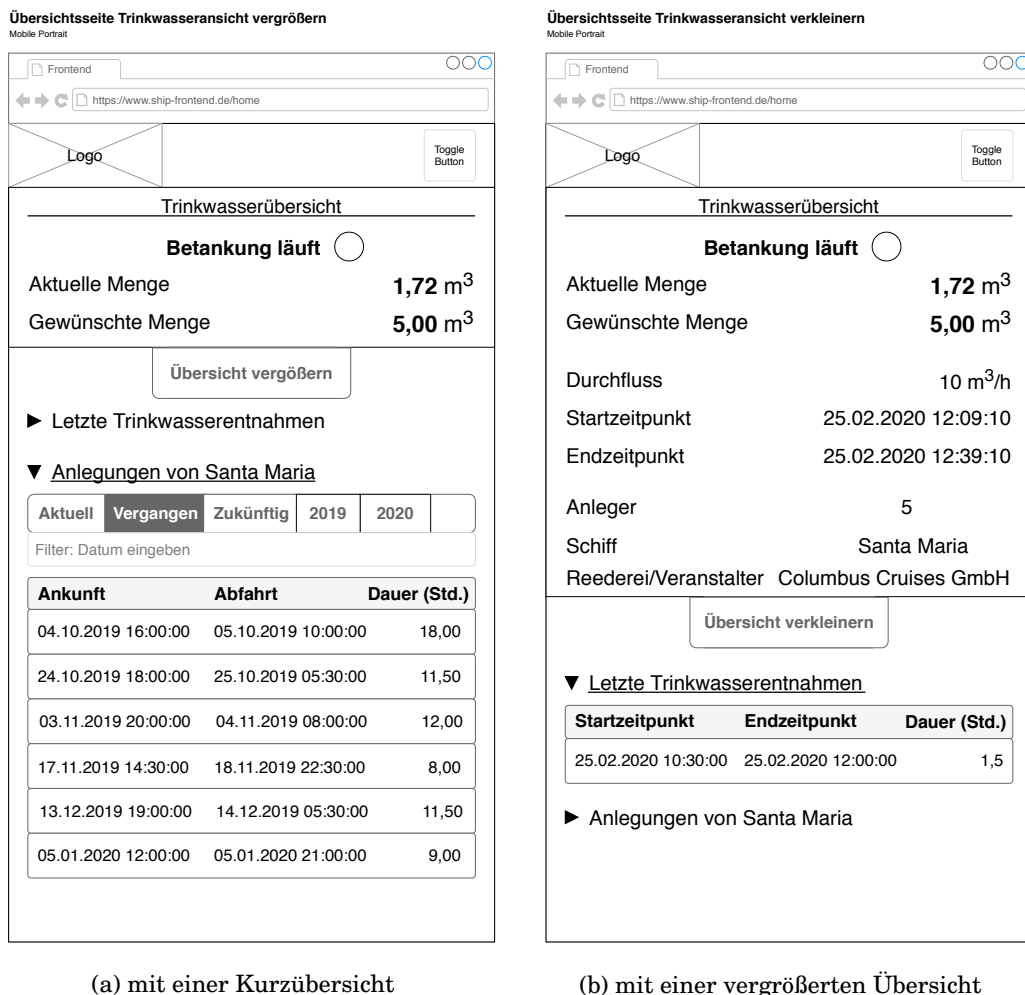 Übersichtsseite Trinkwasseransicht vergrößern
Mobile Portrait
Frontend
https://www.ship-frontend.de/home
Logo
Toggle
Button
Trinkwasserübersicht
Betankung läuft
Aktuelle Menge 1,72 m³
Gewünschte Menge 5,00 m³
Übersicht vergößern
▶ Letzte Trinkwasserentnahmen
▼ Anlegungen von Santa Maria
Aktuell Vergangen Zukünftig 2019 2020
Filter: Datum eingeben
Ankunft Abfahrt Dauer (Std.)
04.10.2019 16:00:00 05.10.2019 10:00:00 18,00
24.10.2019 18:00:00 25.10.2019 05:30:00 11,50
03.11.2019 20:00:00 04.11.2019 08:00:00 12,00
17.11.2019 14:30:00 18.11.2019 22:30:00 8,00
13.12.2019 19:00:00 14.12.2019 05:30:00 11,50
05.01.2020 12:00:00 05.01.2020 21:00:00 9,00
(a) mit einer Kurzübersicht
Übersichtsseite Trinkwasseransicht verkleinern
Mobile Portrait
Frontend
https://www.ship-frontend.de/home
Logo
Toggle
Button
Trinkwasserübersicht
Betankung läuft
Aktuelle Menge 1,72 m³
Gewünschte Menge 5,00 m³
Durchfluss 10 m³/h
Startzeitpunkt 25.02.2020 12:09:10
Endzeitpunkt 25.02.2020 12:39:10
Anleger 5
Schiff Santa Maria
Reederei/Veranstalter Columbus Cruises GmbH
Übersicht verkleinern
▼ Letzte Trinkwasserentnahmen
Startzeitpunkt Endzeitpunkt Dauer (Std.)
25.02.2020 10:30:00 25.02.2020 12:00:00 1,5
▶ Anlegungen von Santa Maria
(b) mit einer vergrößerten Übersicht